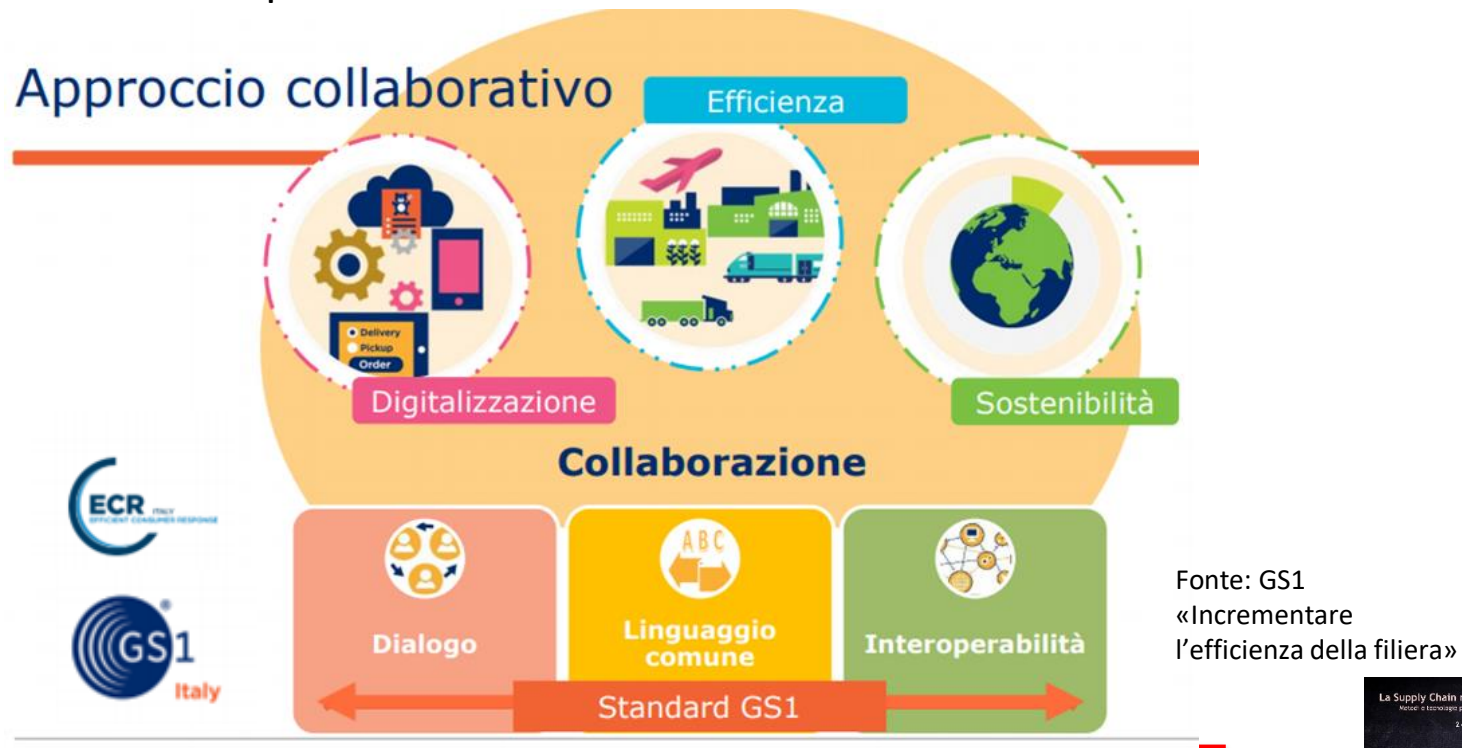 Approccio collaborativo
Efficienza
Delivery
Pickup
Order
Digitalizzazione
Sostenibilità
Collaborazione
ECR ITALY
EFFICIENT CONSUMER RESPONSE
ABC
Dialogo
Linguaggio
comune
Interoperabilità
GS1
®
Italy
Standard GS1
Fonte: GS1
«Incrementare
l’efficienza della filiera»
La Supply Chain